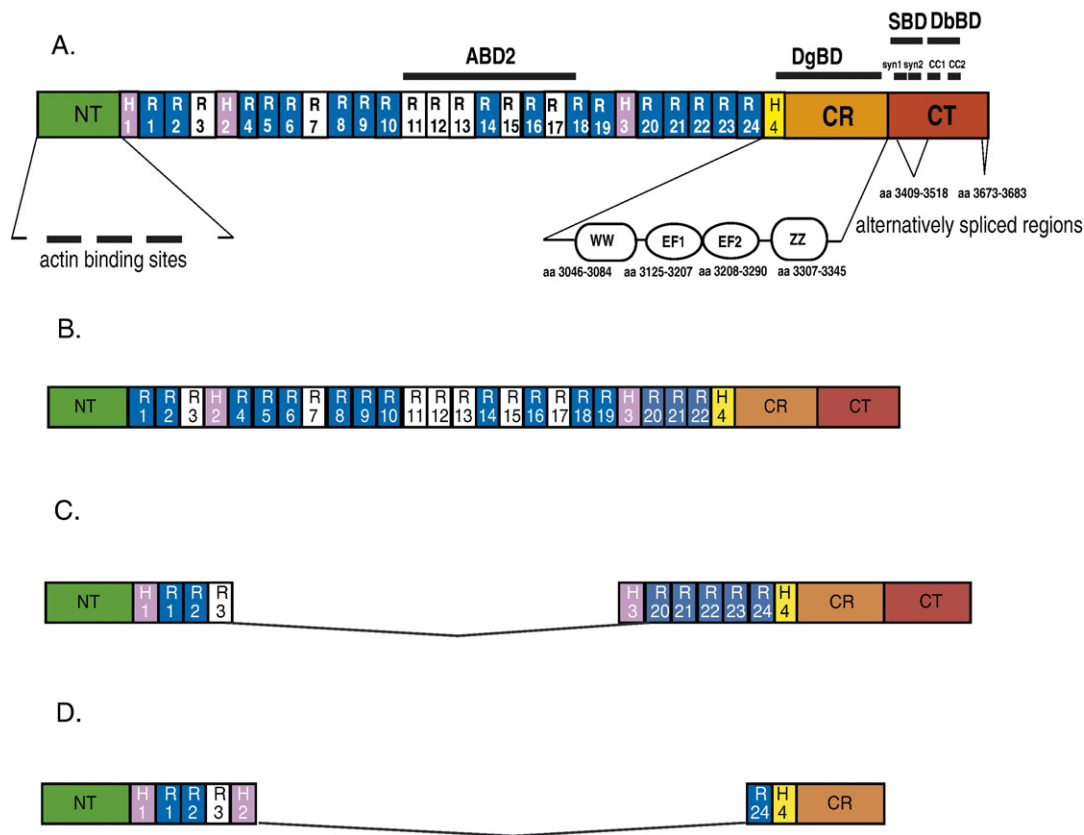 A.
SBD DbBD
ABD2 DgBD
syn1 syn2 CC1 CC2
NT H 1 R 1 R 2 R 3 H 2 R 4 R 5 R 6 R 7 R 8 R 9 R 10 R 11 R 12 R 13 R 14 R 15 R 16 R 17 R 18 R 19 H 3 R 20 R 21 R 22 R 23 R 24 H 4 CR CT
aa 3409-3518 aa 3673-3683
alternatively spliced regions
actin binding sites
WW EF1 EF2 ZZ
aa 3046-3084 aa 3125-3207 aa 3208-3290 aa 3307-3345
B.
NT R 1 R 2 R 3 H 2 R 4 R 5 R 6 R 7 R 8 R 9 R 10 R 11 R 12 R 13 R 14 R 15 R 16 R 17 R 18 R 19 H 3 R 20 R 21 R 22 H 4 CR CT
C.
NT H 1 R 1 R 2 R 3 H 3 R 20 R 21 R 22 R 23 R 24 H 4 CR CT
D.
NT H 1 R 1 R 2 R 3 H 2 R 24 H 4 CR